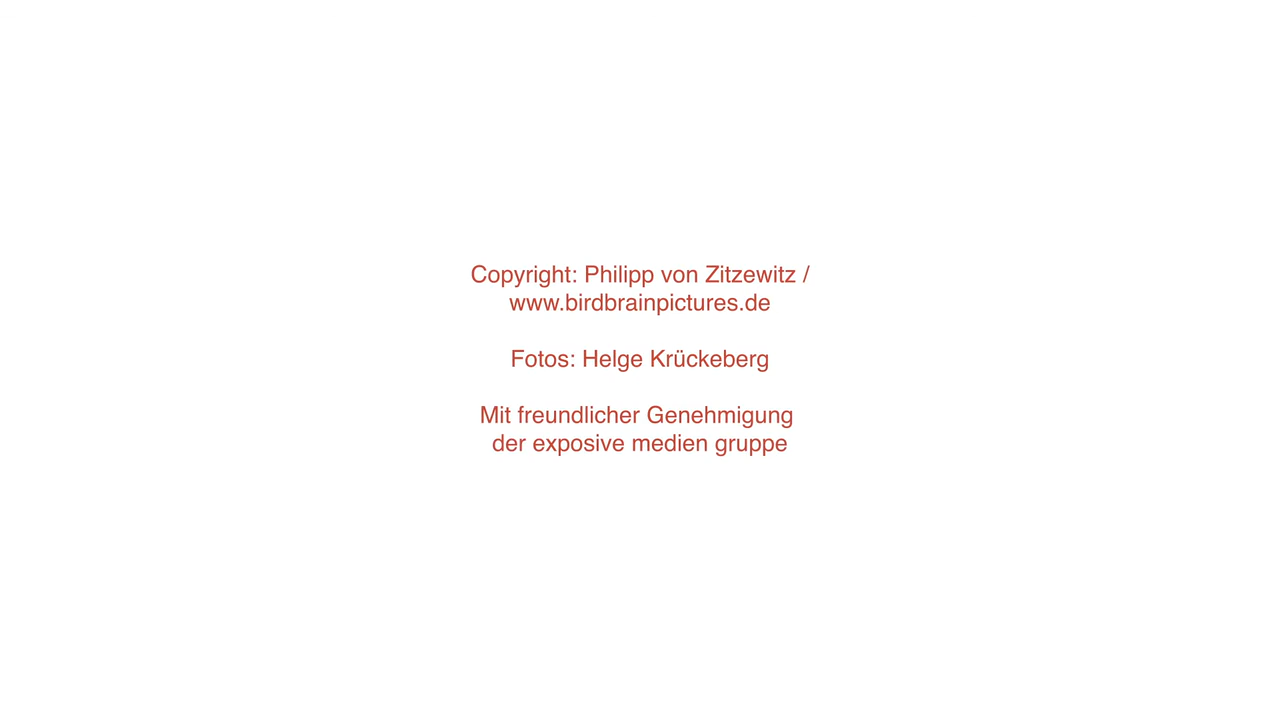 Copyright: Philipp von Zitzewitz /
www.birdbrainpictures.de
Fotos: Helge Krückeberg
Mit freundlicher Genehmigung
der exposive medien gruppe